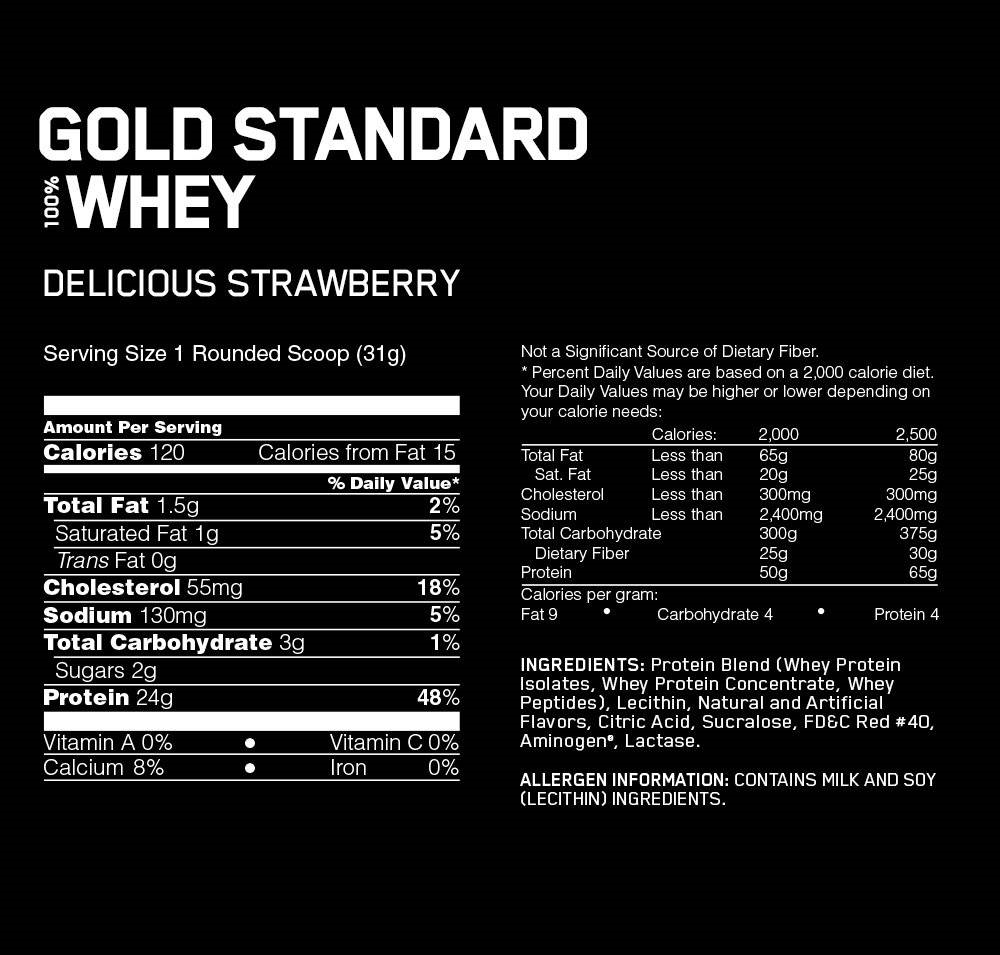 GOLD STANDARD
100% WHEY
DELICIOUS STRAWBERRY
Serving Size 1 Rounded Scoop (31g)
Amount Per Serving
Calories 120 Calories from Fat 15
% Daily Value*
Total Fat 1.5g 2%
Saturated Fat 1g 5%
Trans Fat 0g
Cholesterol 55mg 18%
Sodium 130mg 5%
Total Carbohydrate 3g 1%
Sugars 2g
Protein 24g 48%
Vitamin A 0% • Vitamin C 0%
Calcium 8% • Iron 0%
Not a Significant Source of Dietary Fiber.
* Percent Daily Values are based on a 2,000 calorie diet.
Your Daily Values may be higher or lower depending on
your calorie needs:
Calories: 2,000 2,500
Total Fat Less than 65g 80g
Sat. Fat Less than 20g 25g
Cholesterol Less than 300mg 300mg
Sodium Less than 2,400mg 2,400mg
Total Carbohydrate 300g 375g
Dietary Fiber 25g 30g
Protein 50g 65g
Calories per gram:
Fat 9 • Carbohydrate 4 • Protein 4
INGREDIENTS: Protein Blend (Whey Protein
Isolates, Whey Protein Concentrate, Whey
Peptides), Lecithin, Natural and Artificial
Flavors, Citric Acid, Sucralose, FD&C Red #40,
Aminogen®, Lactase.
ALLERGEN INFORMATION: CONTAINS MILK AND SOY
(LECITHIN) INGREDIENTS.